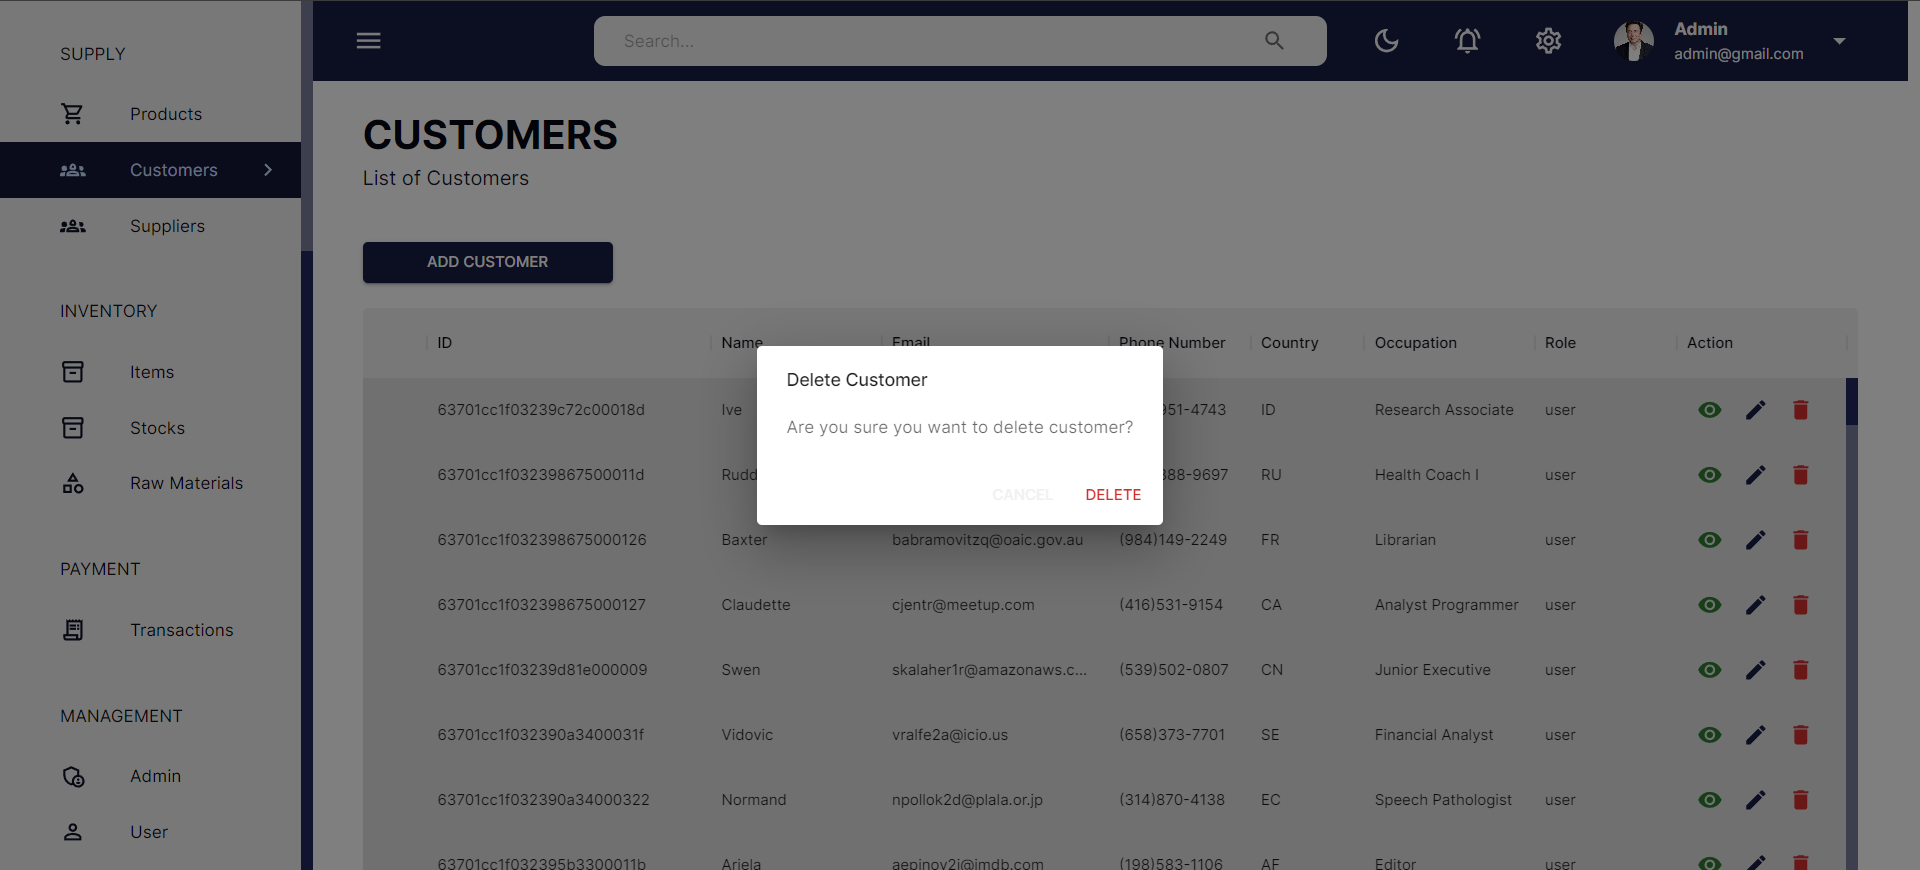 SUPPLY
Products
Customers
Suppliers
INVENTORY
Items
Stocks
Raw Materials
PAYMENT
Transactions
MANAGEMENT
Admin
User
Search...
Admin
admin@gmail.com
CUSTOMERS
List of Customers
ADD CUSTOMER
ID Name Email Phone Number Country Occupation Role Action
63701cc1f03239c72c00018d Ive 951-4743 ID Research Associate user
63701cc1f03239867500011d Rudd 388-9697 RU Health Coach I user
63701cc1f032398675000126 Baxter babramovitzq@oaic.gov.au (984)149-2249 FR Librarian user
63701cc1f032398675000127 Claudette cjentr@meetup.com (416)531-9154 CA Analyst Programmer user
63701cc1f03239d81e000009 Swen skalaher1r@amazonaws.c... (539)502-0807 CN Junior Executive user
63701cc1f032390a3400031f Vidovic vralfe2a@icio.us (658)373-7701 SE Financial Analyst user
63701cc1f032390a34000322 Normand npollok2d@plala.or.jp (314)870-4138 EC Speech Pathologist user
63701cc1f032395b3300011b Ariela aepinoy2i@imdb.com (198)583-1106 AF Editor user
Delete Customer
Are you sure you want to delete customer?
CANCEL DELETE